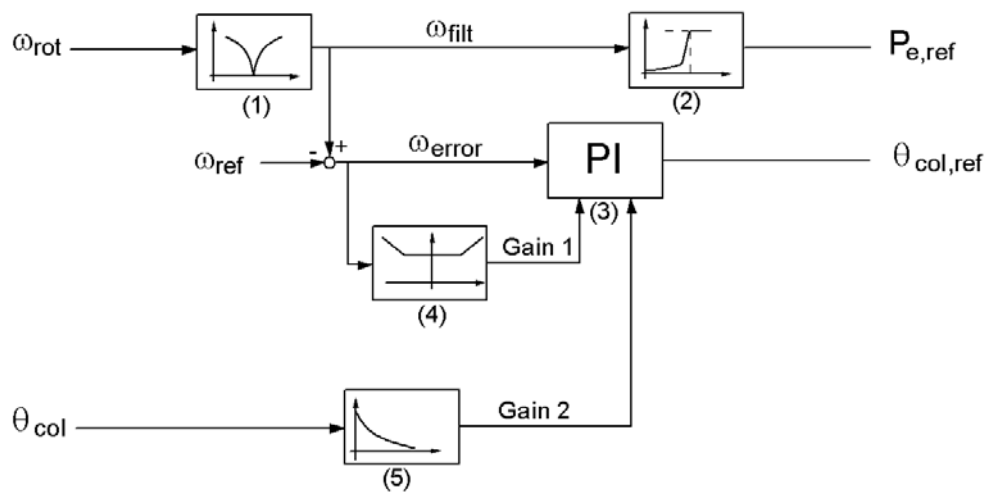 ω_rot
ω_filt
P_e,ref
(1)
(2)
ω_ref
- +
ω_error
PI
θ_col,ref
(3)
Gain 1
(4)
θ_col
Gain 2
(5)